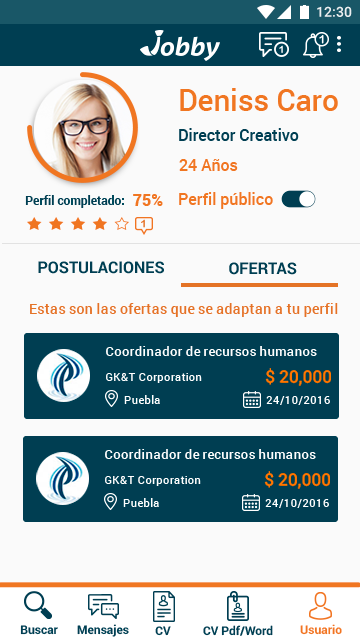 12:30
Jobby
1
1
Deniss Caro
Director Creativo
24 Años
Perfil completado: 75%
Perfil público
1
POSTULACIONES
OFERTAS
Estas son las ofertas que se adaptan a tu perfil
Coordinador de recursos humanos
GK&T Corporation
$ 20,000
Puebla
24/10/2016
Coordinador de recursos humanos
GK&T Corporation
$ 20,000
Puebla
24/10/2016
Buscar
Mensajes
CV
CV Pdf/Word
Usuario